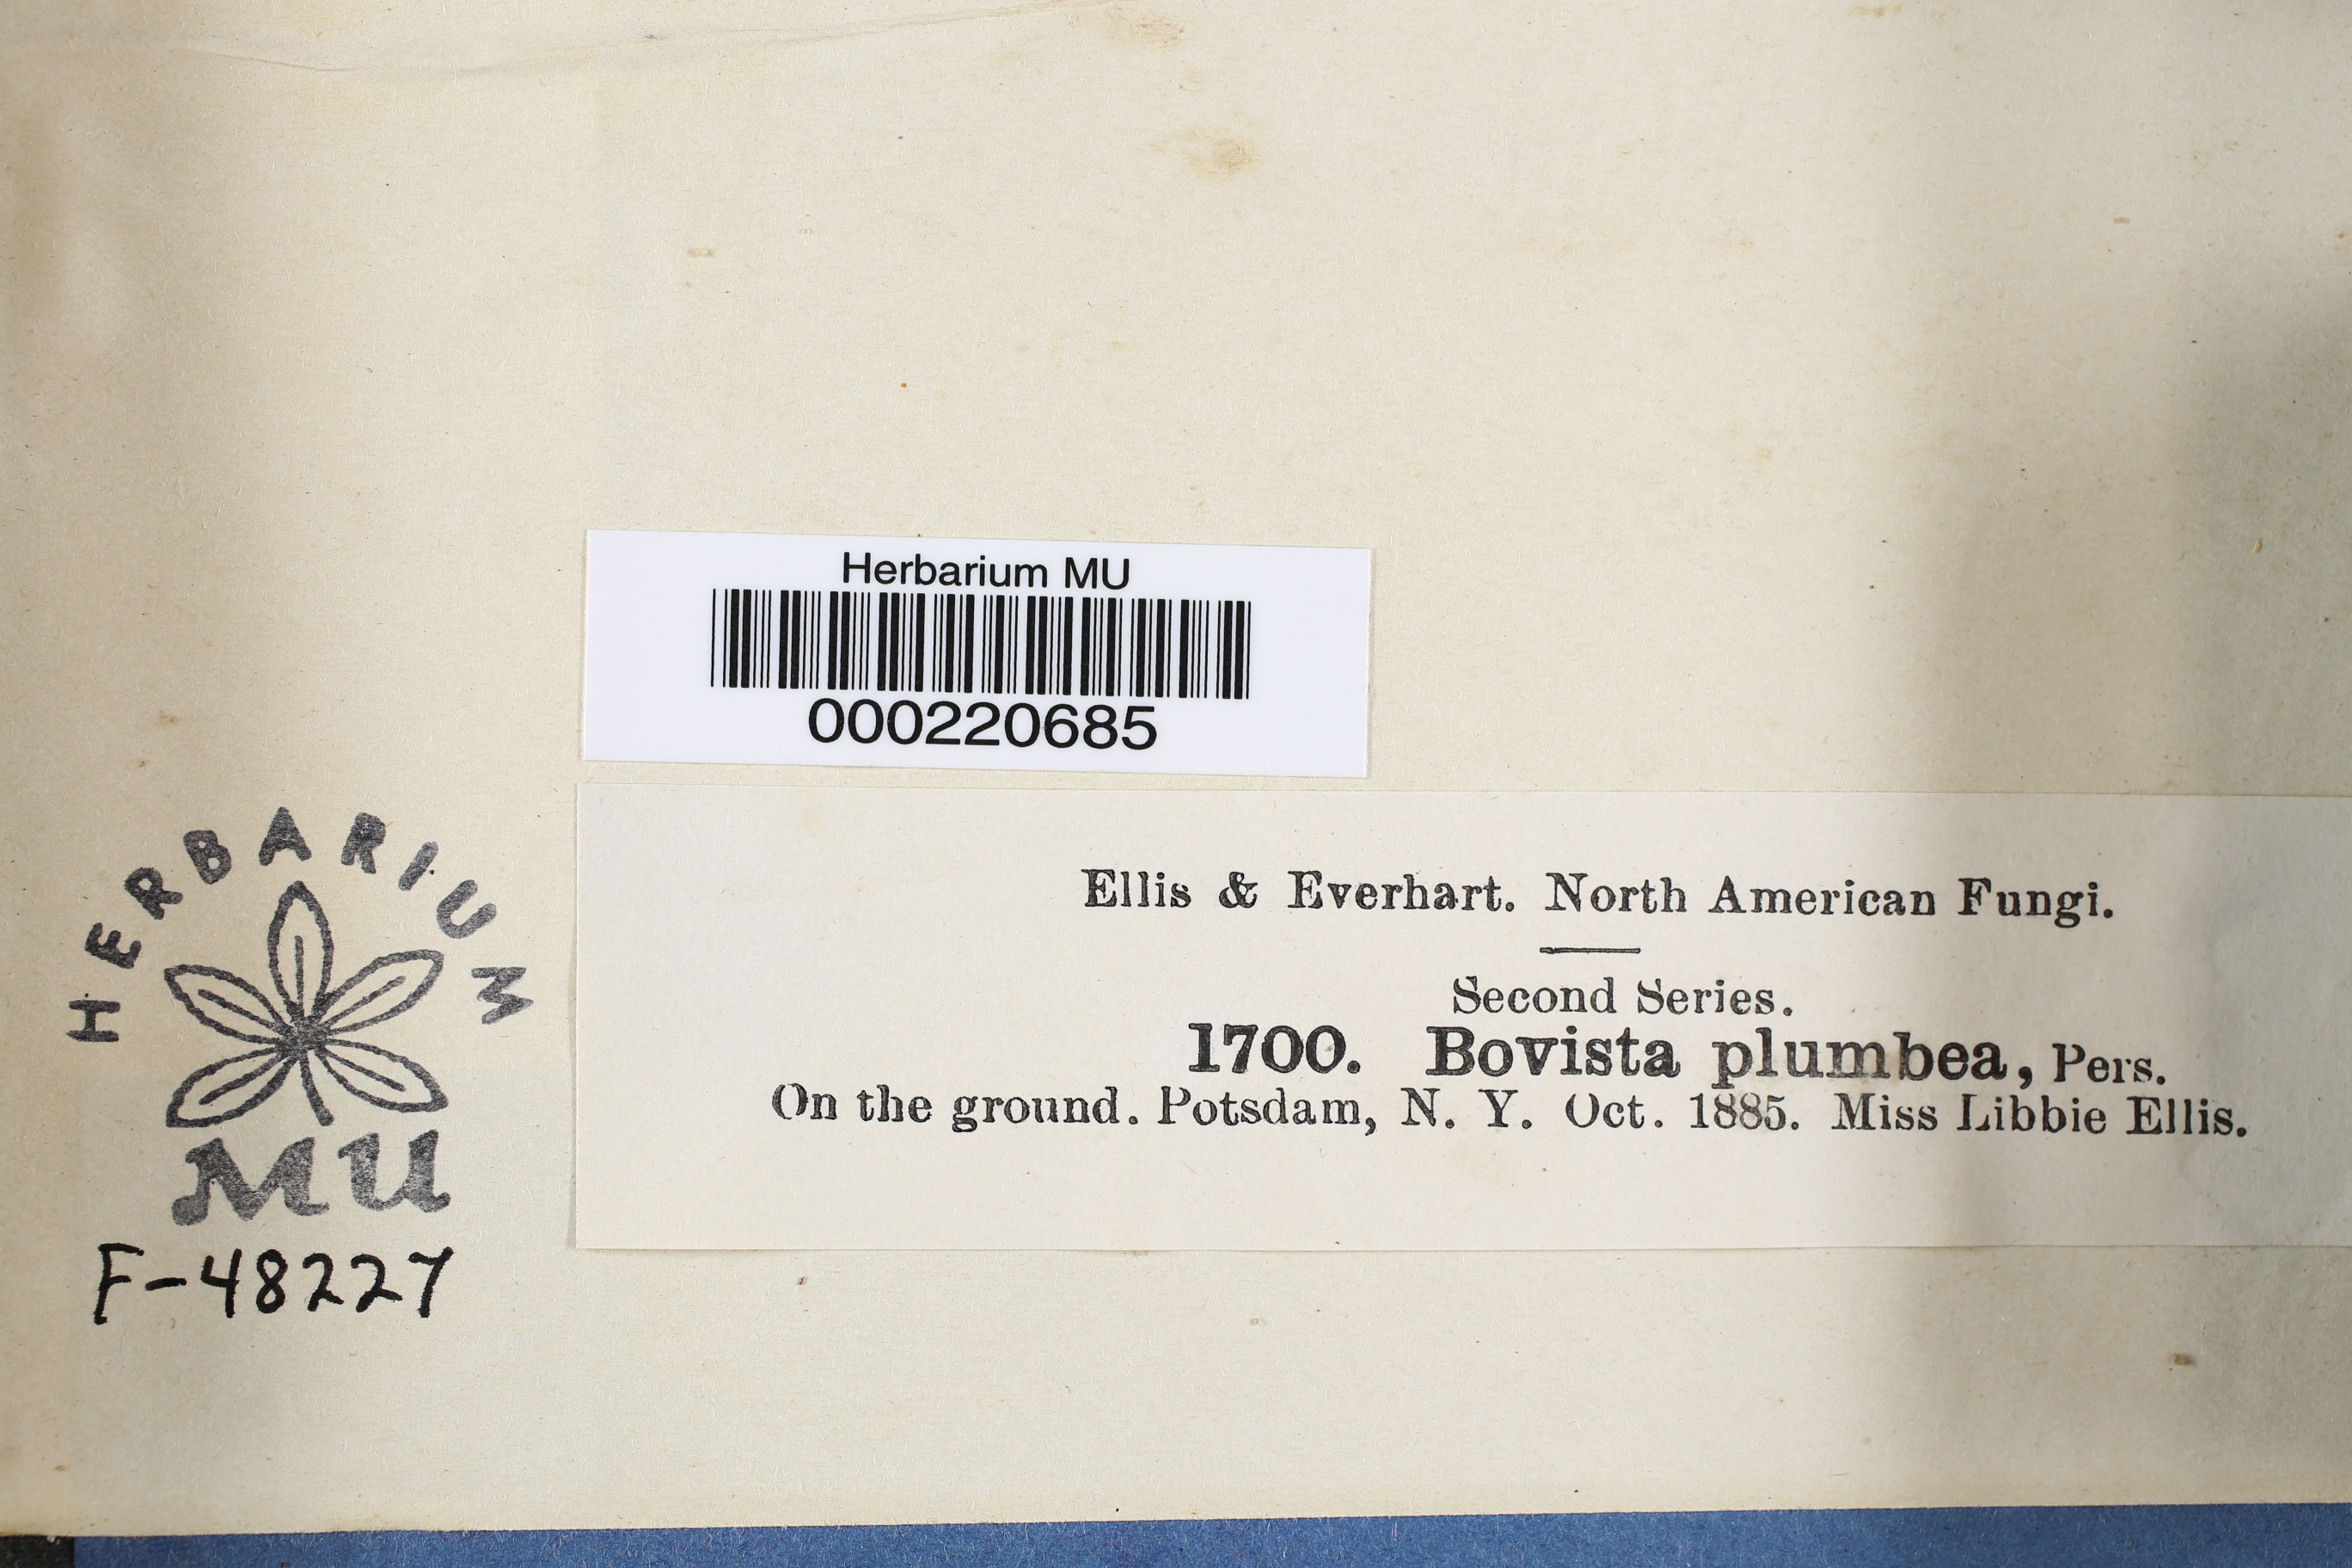 Herbarium MU
000220685
HERBARIUM
MU
F-48227
Ellis & Everhart. North American Fungi.
Second Series.
1700. Bovista plumbea, Pers.
On the ground. Potsdam, N. Y. Oct. 1885. Miss Libbie Ellis.